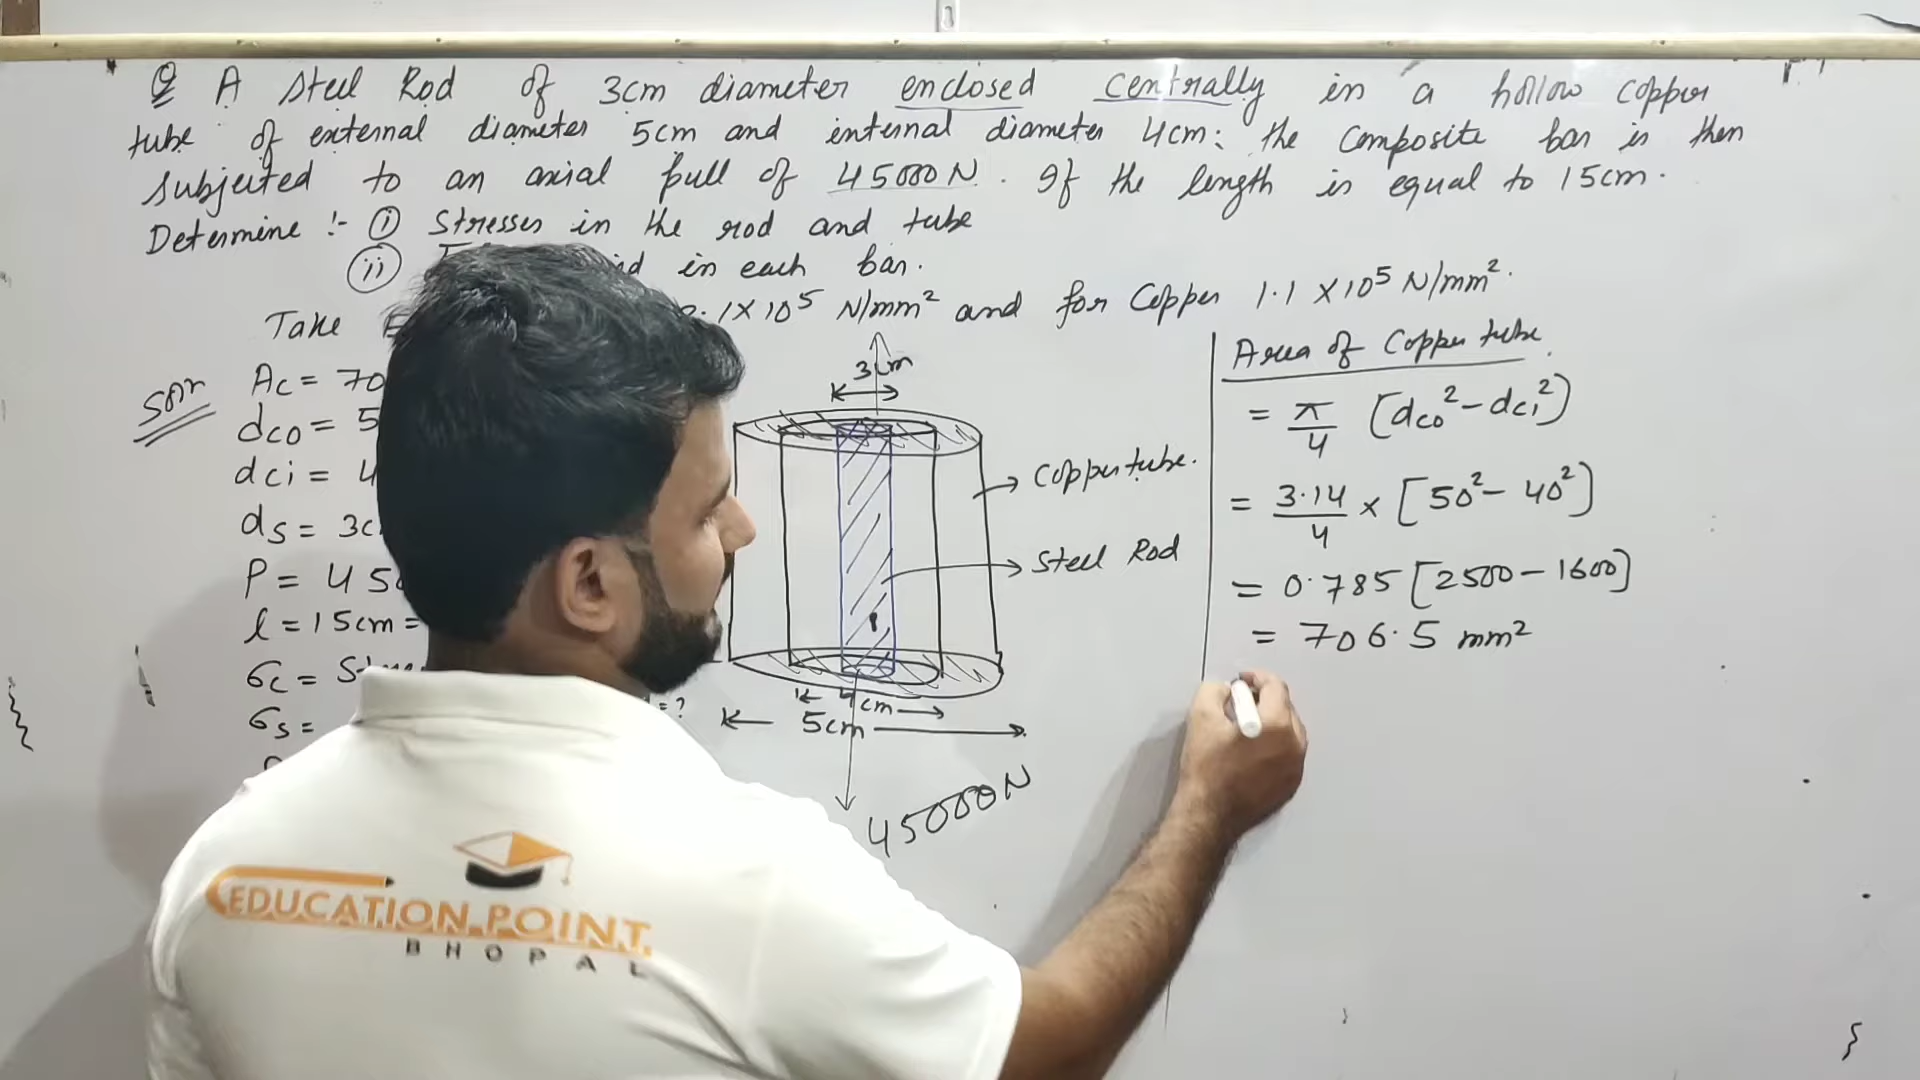 Q A Steel Rod of 3cm diameter enclosed centrally in a hollow copper
tube of external diameter 5cm and internal diameter 4cm. the composite bar is then
subjected to an axial pull of 45000N. If the length is equal to 15cm.
Determine :- (i) Stresses in the rod and tube
(ii) in each bar.
Take 1×10⁵ N/mm² and for Copper 1.1×10⁵ N/mm².
Solⁿ
Ac = 70
dco = 5
dci = 4
ds = 3c
P = 450
l = 15cm =
σc =
σs =
= ?
3cm
Copper tube.
Steel Rod
4cm
5cm
45000N
Area of Copper tube
= π/4 [dco² - dci²]
= 3.14/4 × [50² - 40²]
= 0.785 [2500 - 1600]
= 706.5 mm²
EDUCATION POINT
BHOPAL